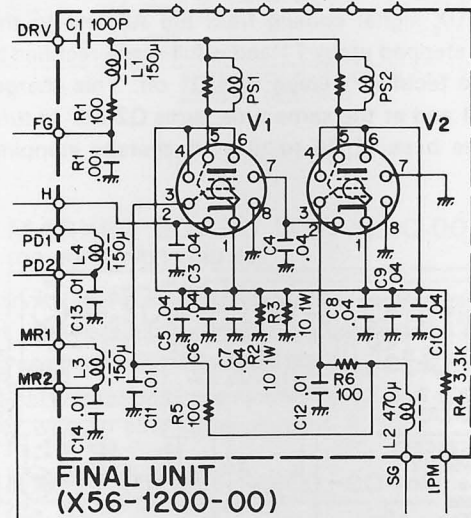 DRV
C1 100P
L1
150μ
R1
100
FG
R1
.001
PS1
PS2
V1
V2
4
5
6
3
7
2
1
8
4
5
6
3
7
2
1
8
H
PD1
PD2
L4
150μ
C13 .01
C3 .04
C4
.04
MR1
MR2
L3
150μ
C14 .01
C5 .04
C6 .04
C7
.04
R2
10 1W
R3
10 1W
C8
.04
C9
.04
C10 .04
C11 .01
R5
100
C12 .01
R6
100
L2 470μ
R4 3.3K
SG
IPM
FINAL UNIT
(X56-1200-00)